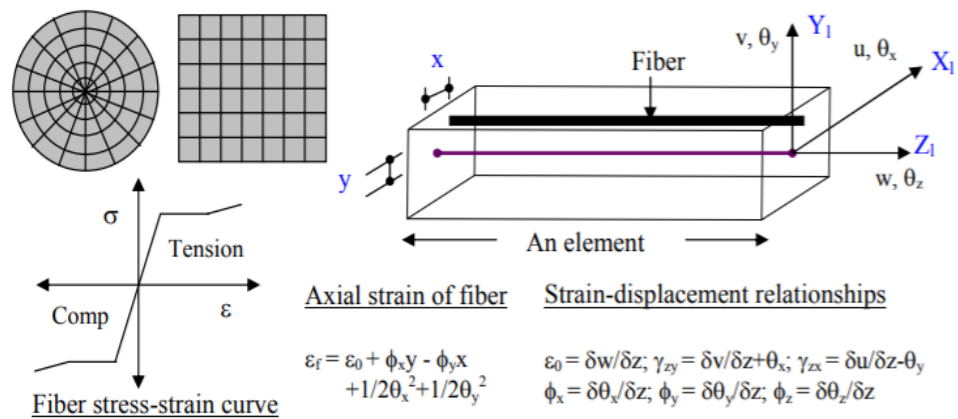 Y₁
v, θy
u, θx
X₁
x
Fiber
Z₁
w, θz
y
An element
σ
Tension
Comp
ε
Fiber stress-strain curve
Axial strain of fiber
εf = ε0 + ϕxy - ϕyx
+1/2θx²+1/2θy²
Strain-displacement relationships
ε0 = δw/δz; γzy = δv/δz+θx; γzx = δu/δz-θy
ϕx = δθx/δz; ϕy = δθy/δz; ϕz = δθz/δz